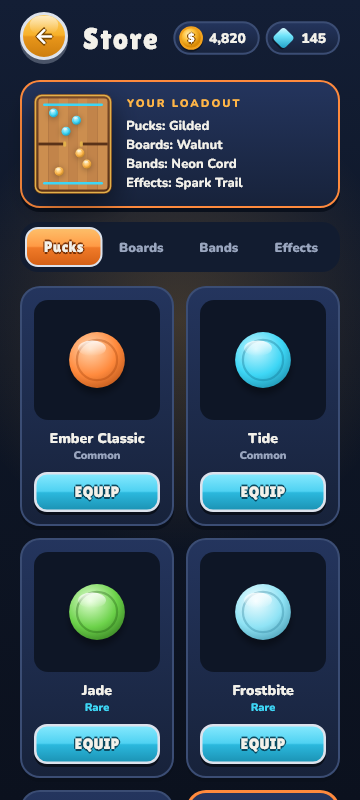 Store
$ 4,820
145
YOUR LOADOUT
Pucks: Gilded
Boards: Walnut
Bands: Neon Cord
Effects: Spark Trail
Pucks Boards Bands Effects
Ember Classic
Common
EQUIP
Tide
Common
EQUIP
Jade
Rare
EQUIP
Frostbite
Rare
EQUIP